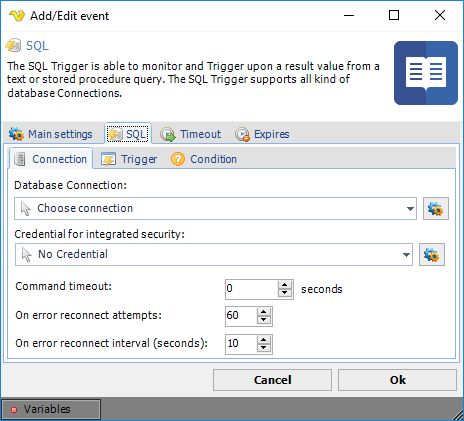 Add/Edit event
SQL
The SQL Trigger is able to monitor and Trigger upon a result value from a
text or stored procedure query. The SQL Trigger supports all kind of
database Connections.
Main settings SQL Timeout Expires
Connection Trigger Condition
Database Connection:
Choose connection
Credential for integrated security:
No Credential
Command timeout: 0 seconds
On error reconnect attempts: 60
On error reconnect interval (seconds): 10
Cancel Ok
Variables